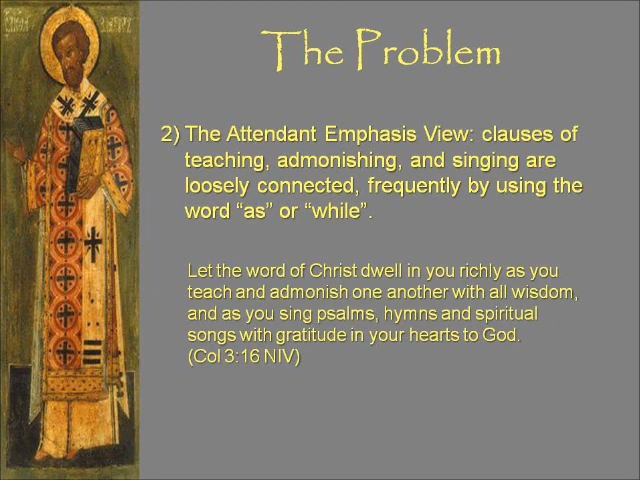 The Problem
2) The Attendant Emphasis View: clauses of
teaching, admonishing, and singing are
loosely connected, frequently by using the
word “as” or “while”.
Let the word of Christ dwell in you richly as you
teach and admonish one another with all wisdom,
and as you sing psalms, hymns and spiritual
songs with gratitude in your hearts to God.
(Col 3:16 NIV)